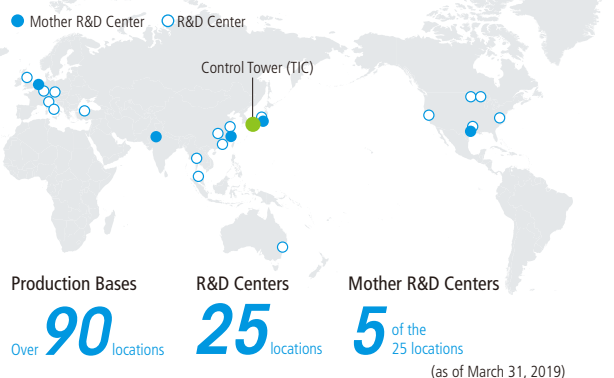 Mother R&D Center R&D Center
Control Tower (TIC)
Production Bases R&D Centers Mother R&D Centers
Over 90 locations 25 locations 5 of the
25 locations
(as of March 31, 2019)